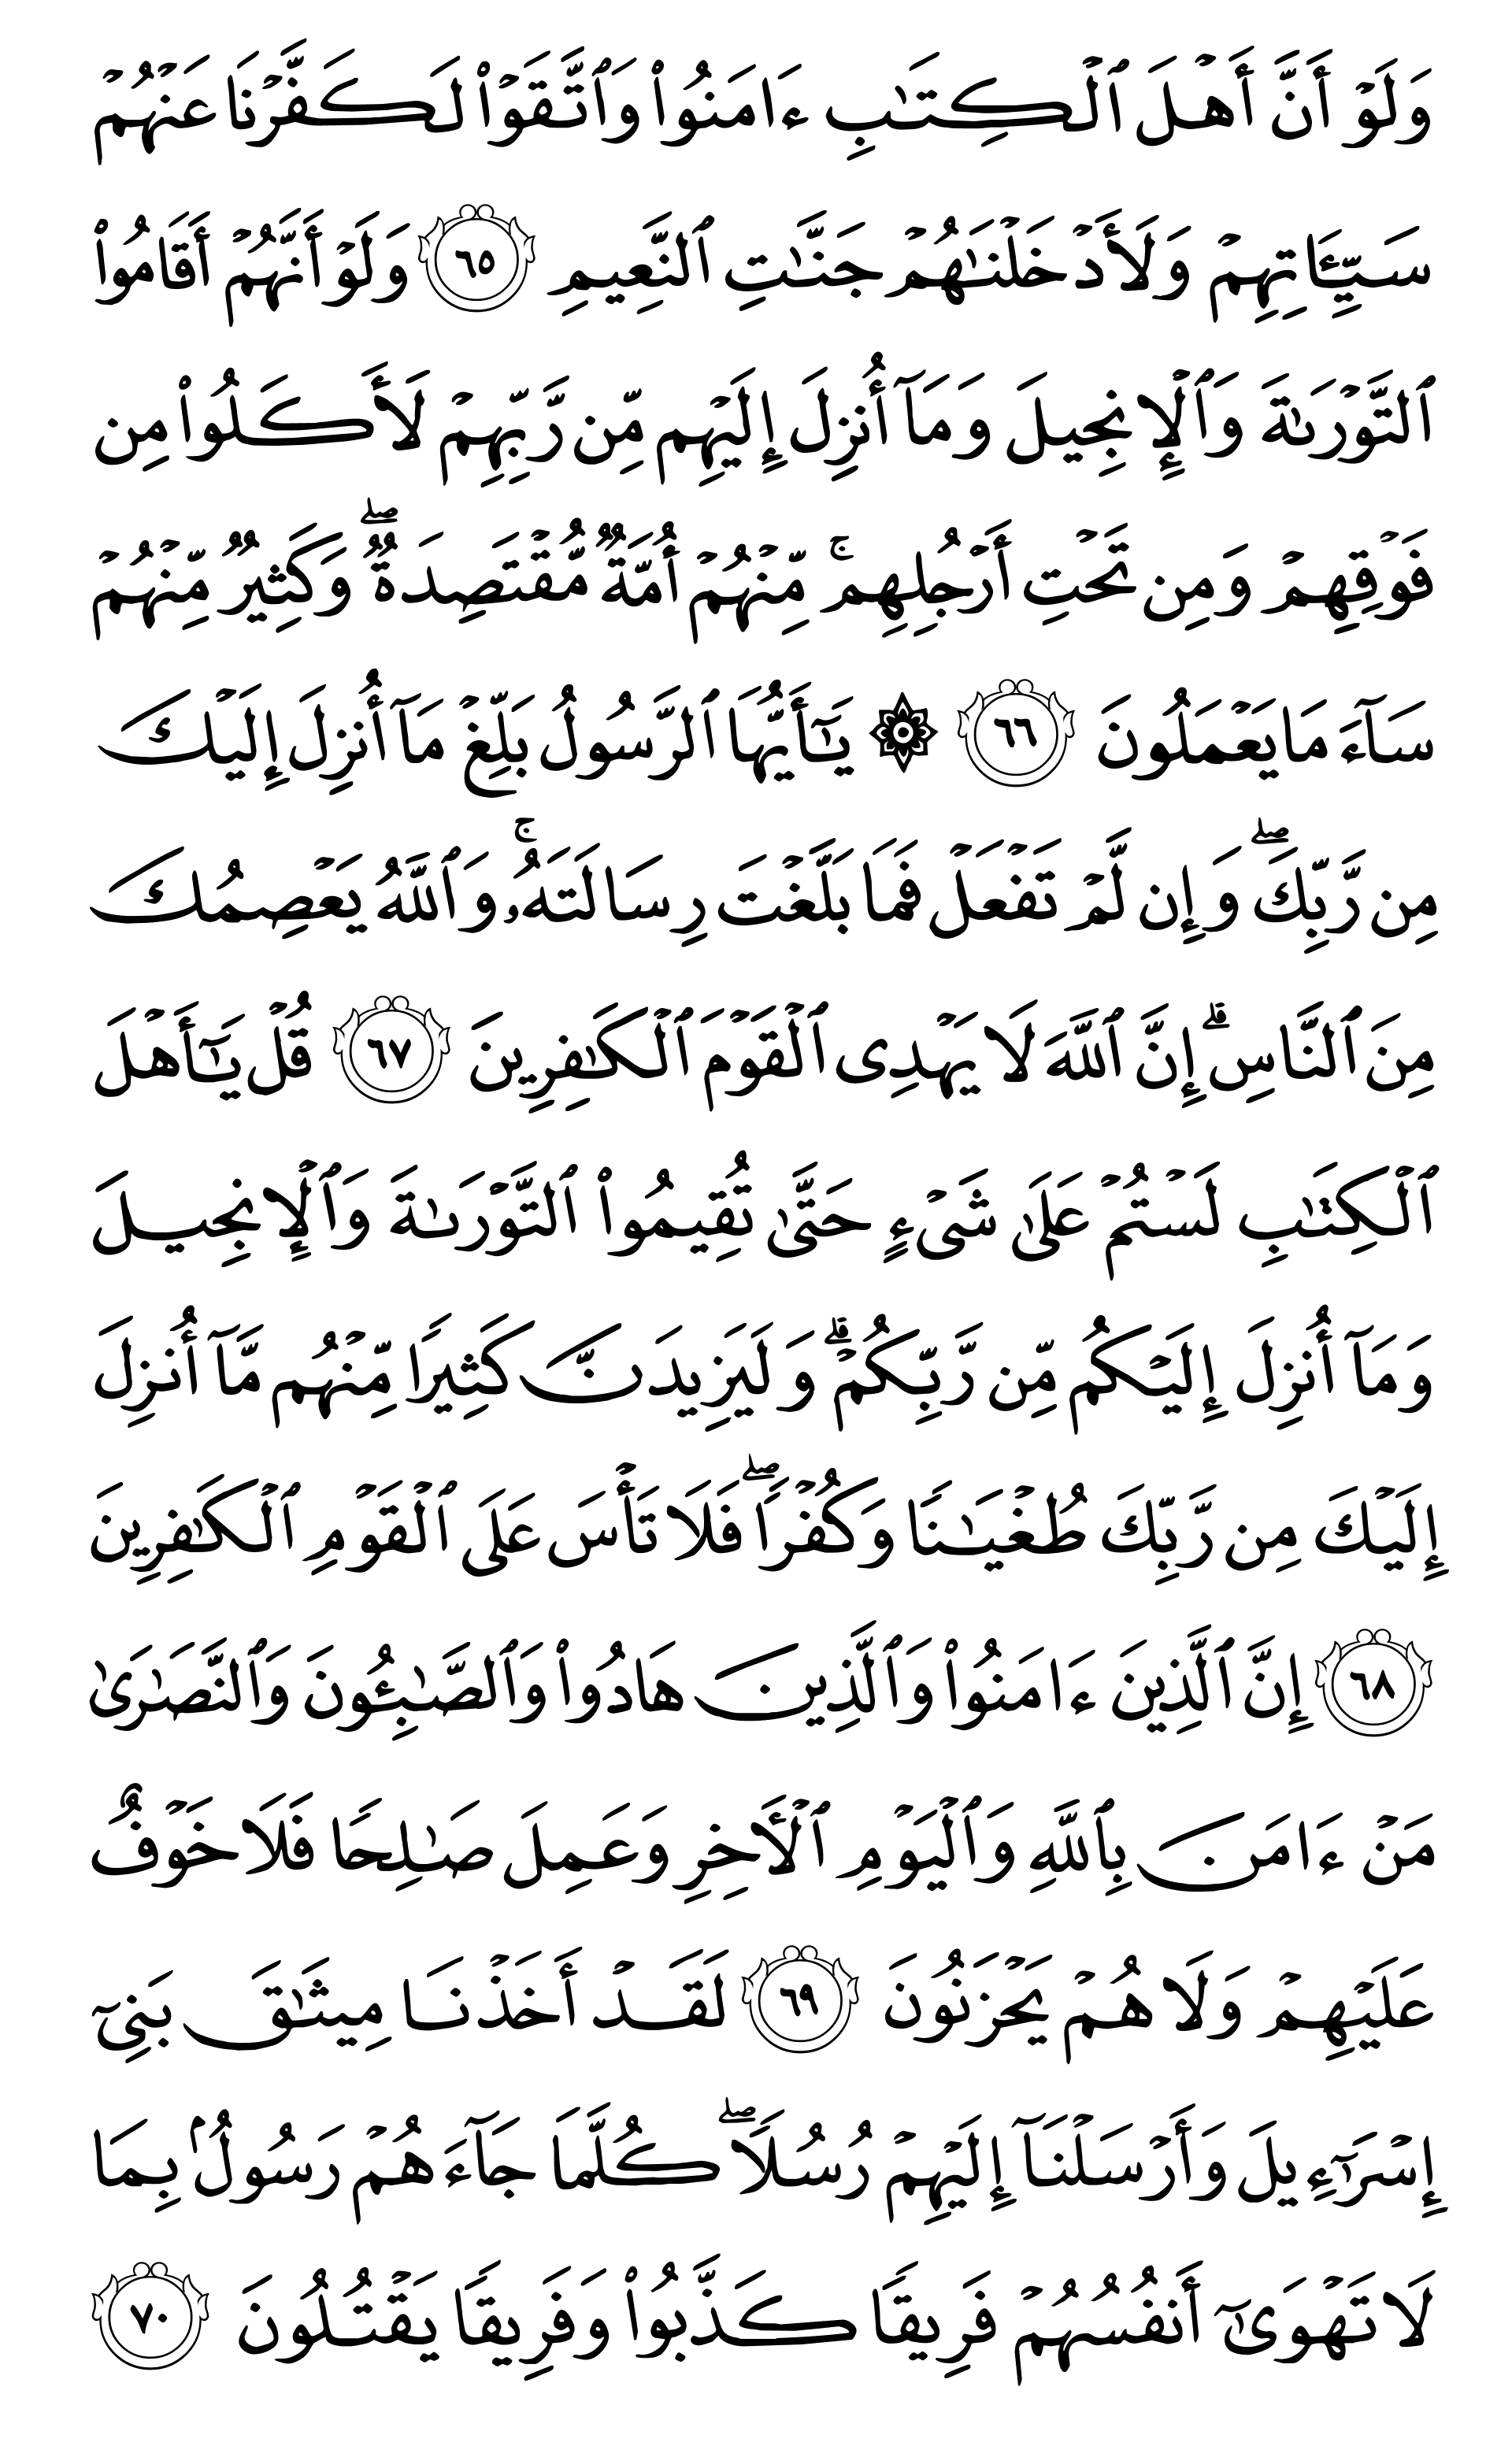 وَلَوۡ أَنَّ أَهۡلَ ٱلۡكِتَٰبِ ءَامَنُواْ وَٱتَّقَوۡاْ لَكَفَّرۡنَا عَنۡهُمۡ
سَيِّـَٔاتِهِمۡ وَلَأَدۡخَلۡنَٰهُمۡ جَنَّٰتِ ٱلنَّعِيمِ ٦٥ وَلَوۡ أَنَّهُمۡ أَقَامُواْ
ٱلتَّوۡرَىٰةَ وَٱلۡإِنجِيلَ وَمَآ أُنزِلَ إِلَيۡهِم مِّن رَّبِّهِمۡ لَأَكَلُواْ مِن
فَوۡقِهِمۡ وَمِن تَحۡتِ أَرۡجُلِهِمۚ مِّنۡهُمۡ أُمَّةٞ مُّقۡتَصِدَةٞۖ وَكَثِيرٞ مِّنۡهُمۡ
سَآءَ مَا يَعۡمَلُونَ ٦٦ ۞ يَٰٓأَيُّهَا ٱلرَّسُولُ بَلِّغۡ مَآ أُنزِلَ إِلَيۡكَ
مِن رَّبِّكَۖ وَإِن لَّمۡ تَفۡعَلۡ فَمَا بَلَّغۡتَ رِسَالَتَهُۥۚ وَٱللَّهُ يَعۡصِمُكَ
مِنَ ٱلنَّاسِۗ إِنَّ ٱللَّهَ لَا يَهۡدِي ٱلۡقَوۡمَ ٱلۡكَٰفِرِينَ ٦٧ قُلۡ يَٰٓأَهۡلَ
ٱلۡكِتَٰبِ لَسۡتُمۡ عَلَىٰ شَيۡءٍ حَتَّىٰ تُقِيمُواْ ٱلتَّوۡرَىٰةَ وَٱلۡإِنجِيلَ
وَمَآ أُنزِلَ إِلَيۡكُم مِّن رَّبِّكُمۡۗ وَلَيَزِيدَنَّ كَثِيرٗا مِّنۡهُم مَّآ أُنزِلَ
إِلَيۡكَ مِن رَّبِّكَ طُغۡيَٰنٗا وَكُفۡرٗاۖ فَلَا تَأۡسَ عَلَى ٱلۡقَوۡمِ ٱلۡكَٰفِرِينَ
٦٨ إِنَّ ٱلَّذِينَ ءَامَنُواْ وَٱلَّذِينَ هَادُواْ وَٱلصَّٰبِـُٔونَ وَٱلنَّصَٰرَىٰ
مَنۡ ءَامَنَ بِٱللَّهِ وَٱلۡيَوۡمِ ٱلۡأٓخِرِ وَعَمِلَ صَٰلِحٗا فَلَا خَوۡفٌ
عَلَيۡهِمۡ وَلَا هُمۡ يَحۡزَنُونَ ٦٩ لَقَدۡ أَخَذۡنَا مِيثَٰقَ بَنِيٓ
إِسۡرَٰٓءِيلَ وَأَرۡسَلۡنَآ إِلَيۡهِمۡ رُسُلٗاۖ كُلَّمَا جَآءَهُمۡ رَسُولُۢ بِمَا
لَا تَهۡوَىٰٓ أَنفُسُهُمۡ فَرِيقٗا كَذَّبُواْ وَفَرِيقٗا يَقۡتُلُونَ ٧٠